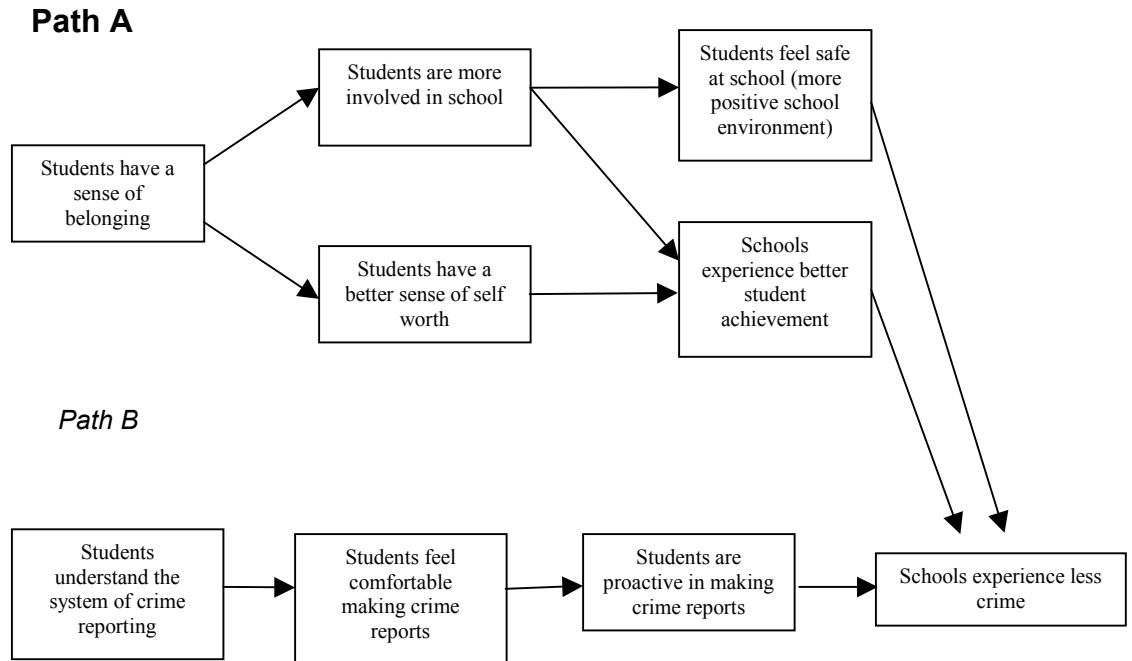 Path A
Students are more
involved in school
Students feel safe
at school (more
positive school
environment)
Students have a
sense of
belonging
Students have a
better sense of self
worth
Schools
experience better
student
achievement
Path B
Students
understand the
system of crime
reporting
Students feel
comfortable
making crime
reports
Students are
proactive in making
crime reports
Schools experience less
crime